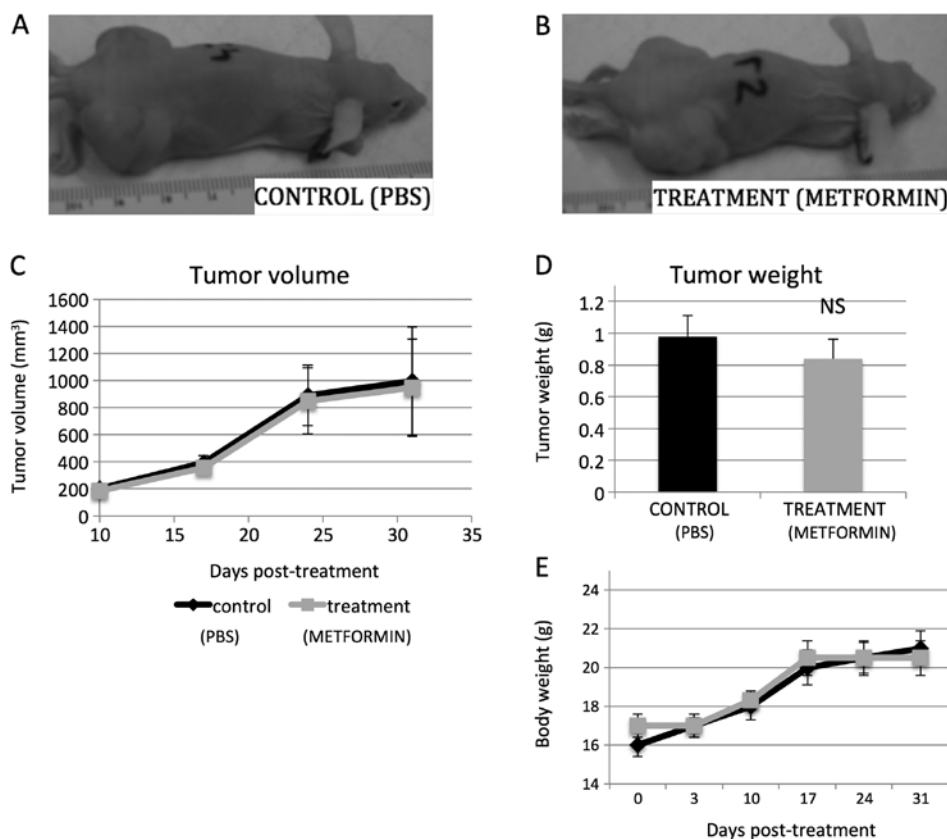 A
CONTROL (PBS)
B
TREATMENT (METFORMIN)
C
Tumor volume
Tumor volume (mm³)
1600
1400
1200
1000
800
600
400
200
0
10 15 20 25 30 35
Days post-treatment
control treatment
(PBS) (METFORMIN)
D
Tumor weight
NS
Tumor weight (g)
1.2
1
0.8
0.6
0.4
0.2
0
CONTROL TREATMENT
(PBS) (METFORMIN)
E
Body weight (g)
22
20
18
16
14
0 3 10 17 24 31
Days post-treatment